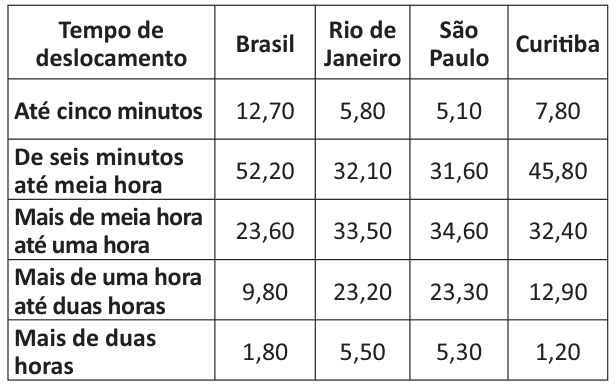 Tempo de deslocamento | Brasil | Rio de Janeiro | São Paulo | Curitiba
Até cinco minutos | 12,70 | 5,80 | 5,10 | 7,80
De seis minutos até meia hora | 52,20 | 32,10 | 31,60 | 45,80
Mais de meia hora até uma hora | 23,60 | 33,50 | 34,60 | 32,40
Mais de uma hora até duas horas | 9,80 | 23,20 | 23,30 | 12,90
Mais de duas horas | 1,80 | 5,50 | 5,30 | 1,20